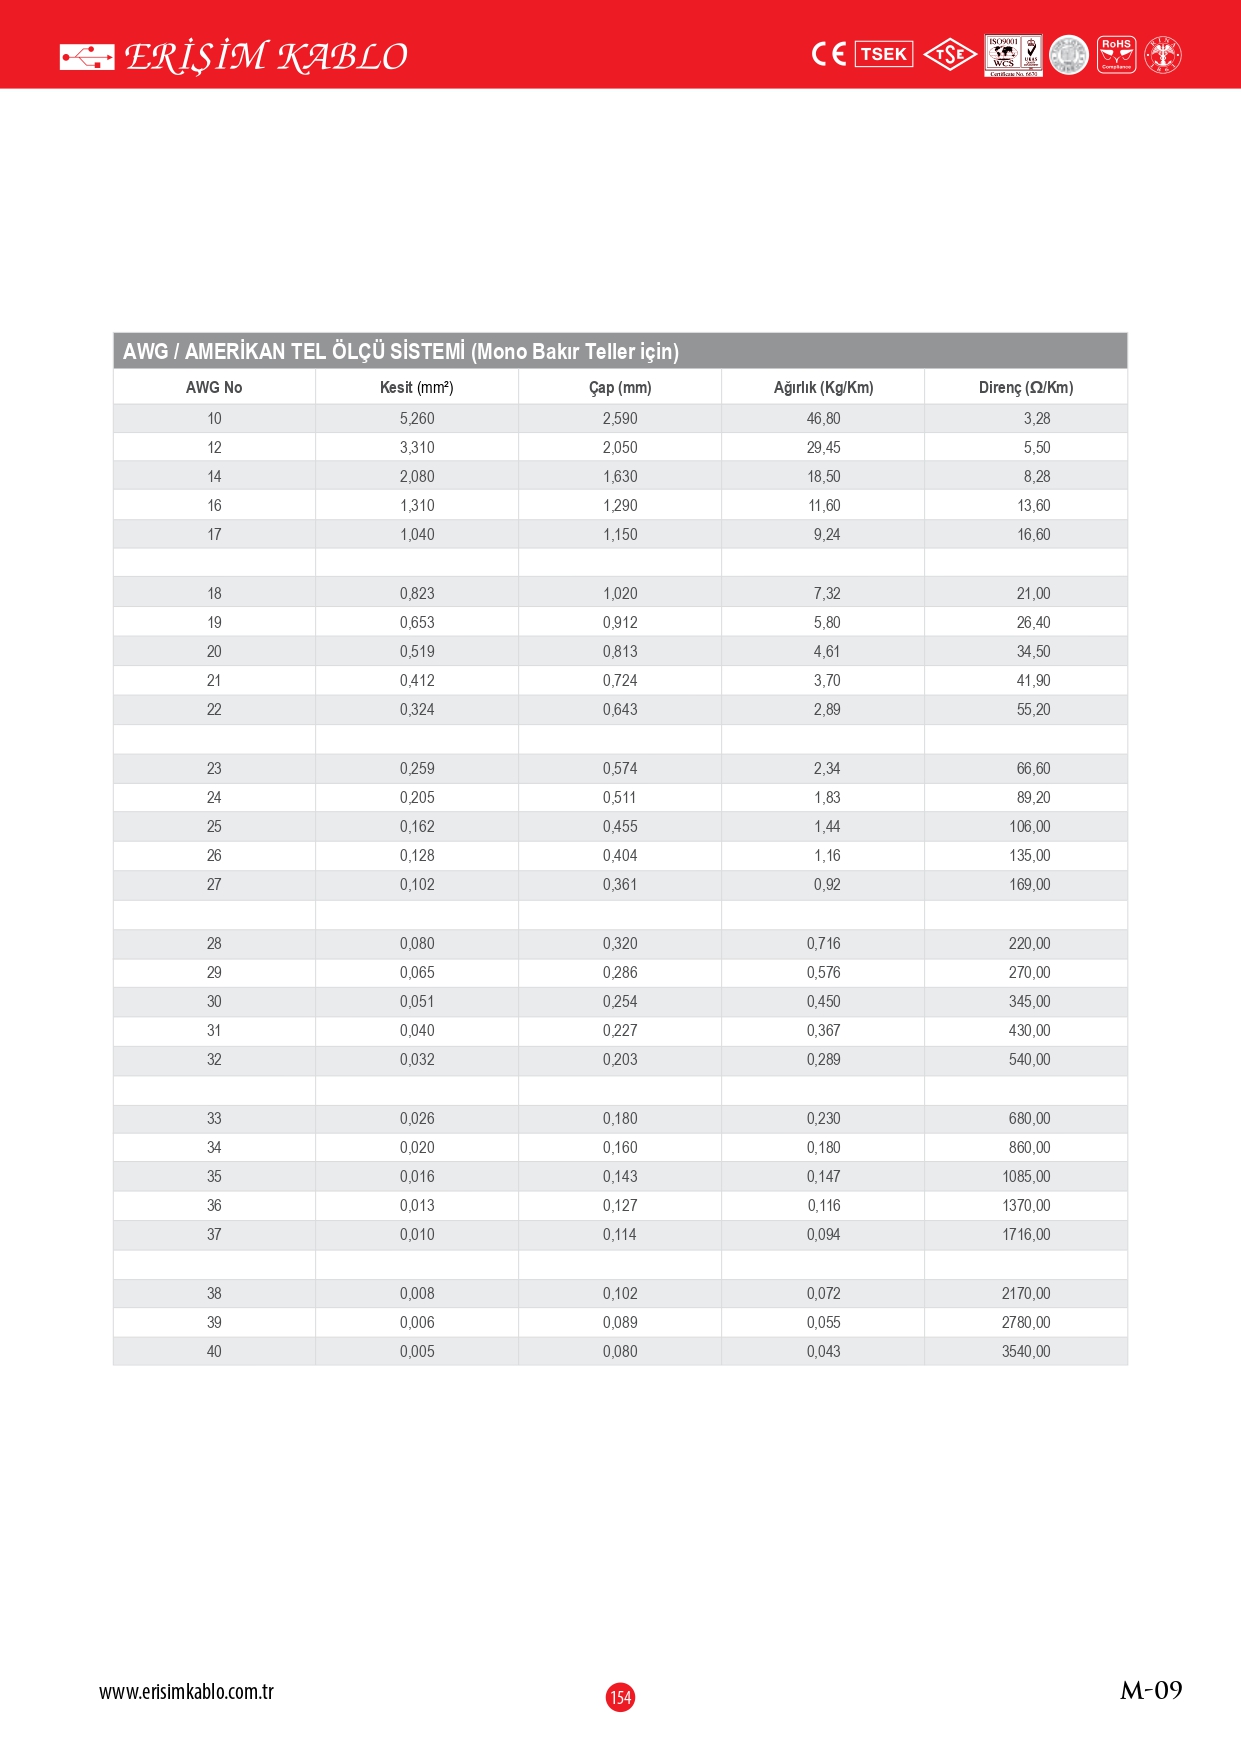 ERİŞİM KABLO
CE TSEK TSE ISO9001 WCS UKAS Certificate No. 6670 RoHS Compliance
AWG / AMERİKAN TEL ÖLÇÜ SİSTEMİ (Mono Bakır Teller için)
AWG No Kesit (mm²) Çap (mm) Ağırlık (Kg/Km) Direnç (Ω/Km)
10 5,260 2,590 46,80 3,28
12 3,310 2,050 29,45 5,50
14 2,080 1,630 18,50 8,28
16 1,310 1,290 11,60 13,60
17 1,040 1,150 9,24 16,60
18 0,823 1,020 7,32 21,00
19 0,653 0,912 5,80 26,40
20 0,519 0,813 4,61 34,50
21 0,412 0,724 3,70 41,90
22 0,324 0,643 2,89 55,20
23 0,259 0,574 2,34 66,60
24 0,205 0,511 1,83 89,20
25 0,162 0,455 1,44 106,00
26 0,128 0,404 1,16 135,00
27 0,102 0,361 0,92 169,00
28 0,080 0,320 0,716 220,00
29 0,065 0,286 0,576 270,00
30 0,051 0,254 0,450 345,00
31 0,040 0,227 0,367 430,00
32 0,032 0,203 0,289 540,00
33 0,026 0,180 0,230 680,00
34 0,020 0,160 0,180 860,00
35 0,016 0,143 0,147 1085,00
36 0,013 0,127 0,116 1370,00
37 0,010 0,114 0,094 1716,00
38 0,008 0,102 0,072 2170,00
39 0,006 0,089 0,055 2780,00
40 0,005 0,080 0,043 3540,00
www.erisimkablo.com.tr 154 M-09